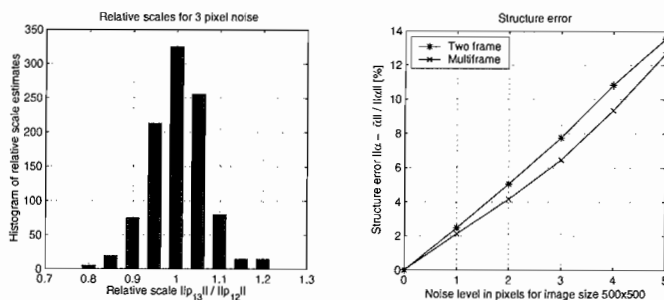 Relative scales for 3 pixel noise
Histogram of relative scale estimates
350
300
250
200
150
100
50
0
0.7 0.8 0.9 1 1.1 1.2 1.3
Relative scale ||p13|| / ||p12||
Structure error
Two frame
Multiframe
Structure error ||α − α̂|| / ||α|| [%]
14
12
10
8
6
4
2
0
0 1 2 3 4 5
Noise level in pixels for image size 500x500